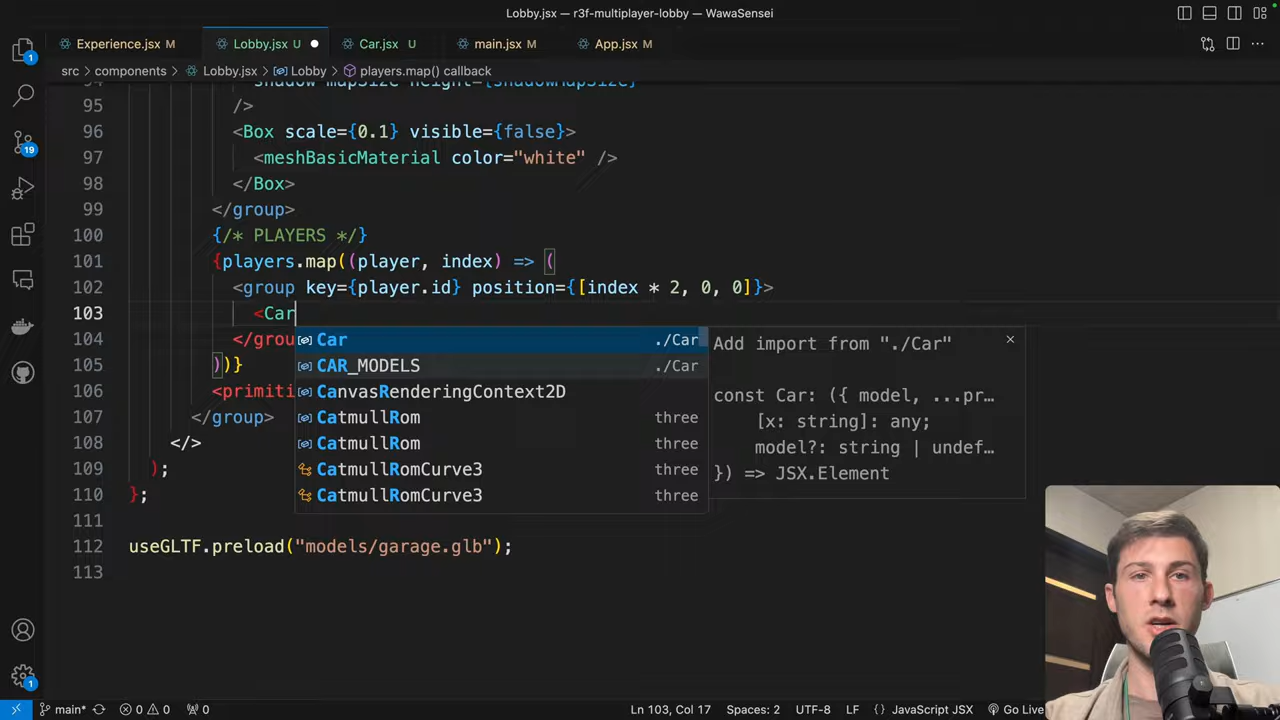 Lobby.jsx — r3f-multiplayer-lobby — WawaSensei
Experience.jsx M
Lobby.jsx U
Car.jsx U
main.jsx M
App.jsx M
src > components > Lobby.jsx > Lobby > players.map() callback
95 />
96 <Box scale={0.1} visible={false}>
97 <meshBasicMaterial color="white" />
98 </Box>
99 </group>
100 {/* PLAYERS */}
101 {players.map((player, index) => (
102 <group key={player.id} position={[index * 2, 0, 0]}>
103 <Car
104 </grou
105 ))}
106 <primiti
107 </group>
108 </>
109 );
110 };
111
112 useGLTF.preload("models/garage.glb");
113
Car ./Car
CAR_MODELS ./Car
CanvasRenderingContext2D
CatmullRom three
CatmullRom three
CatmullRomCurve3 three
CatmullRomCurve3 three
Add import from "./Car"
const Car: ({ model, ...pr…
[x: string]: any;
model?: string | undef…
}) => JSX.Element
1
19
1
main* 0 0 0
Ln 103, Col 17 Spaces: 2 UTF-8 LF {} JavaScript JSX Go Live